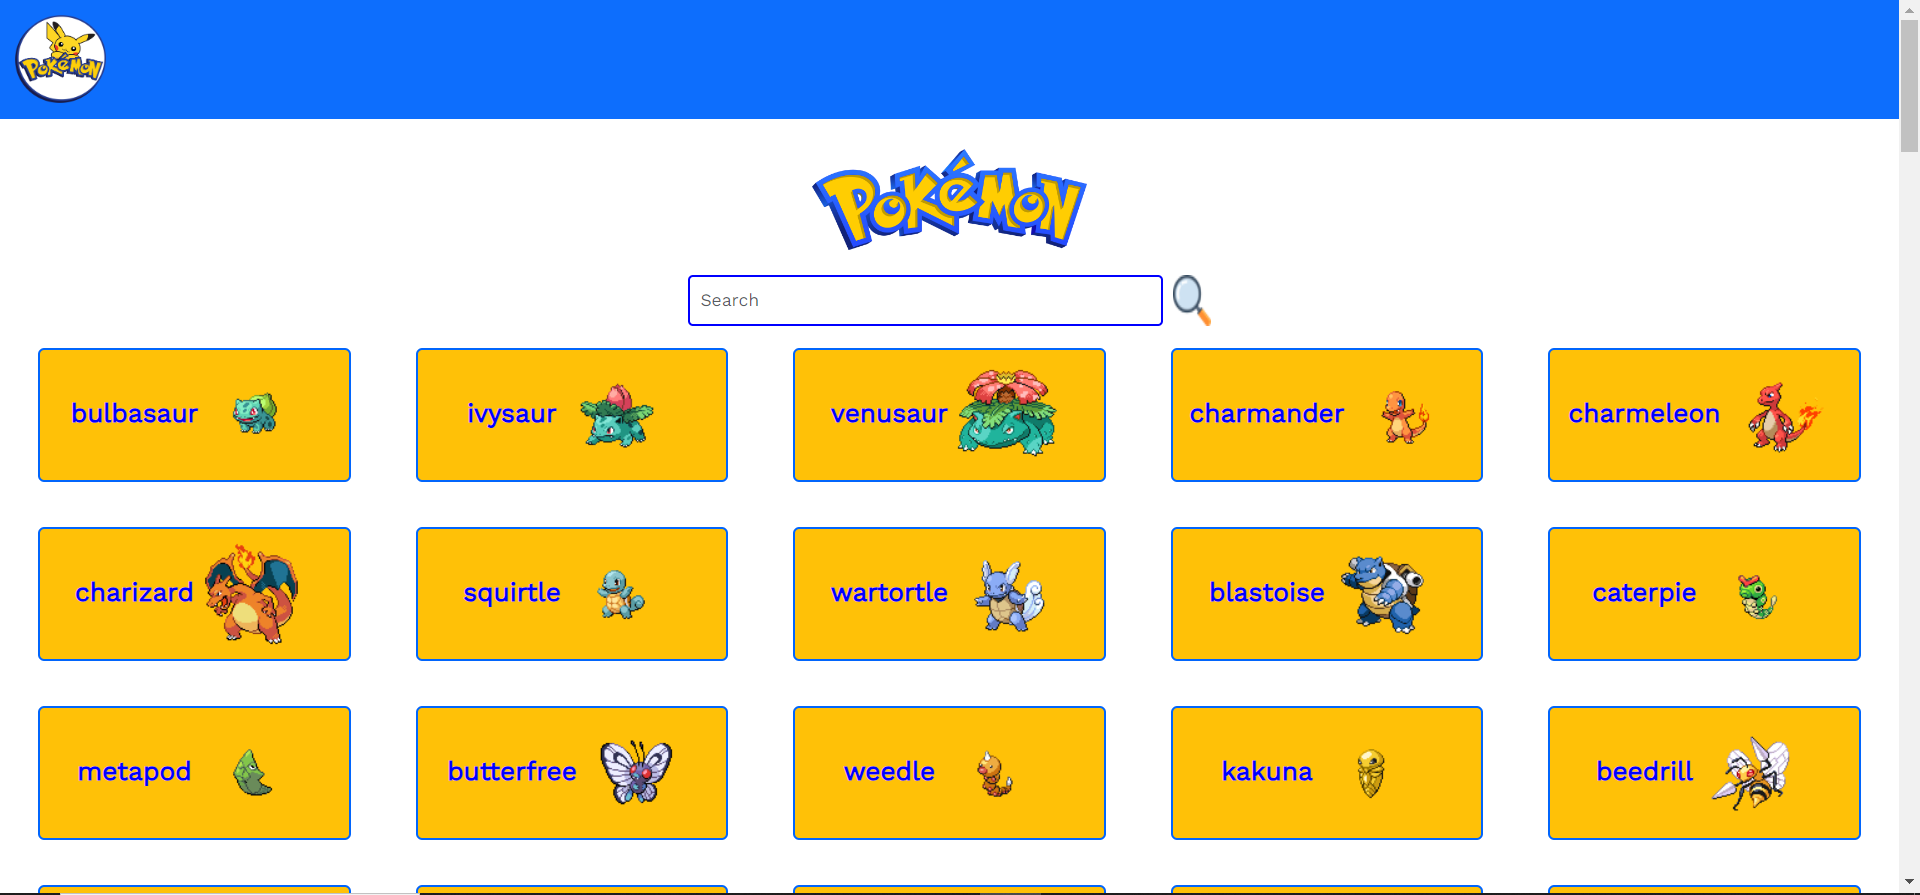 POKéMON
POKéMON
Search
bulbasaur
ivysaur
venusaur
charmander
charmeleon
charizard
squirtle
wartortle
blastoise
caterpie
metapod
butterfree
weedle
kakuna
beedrill